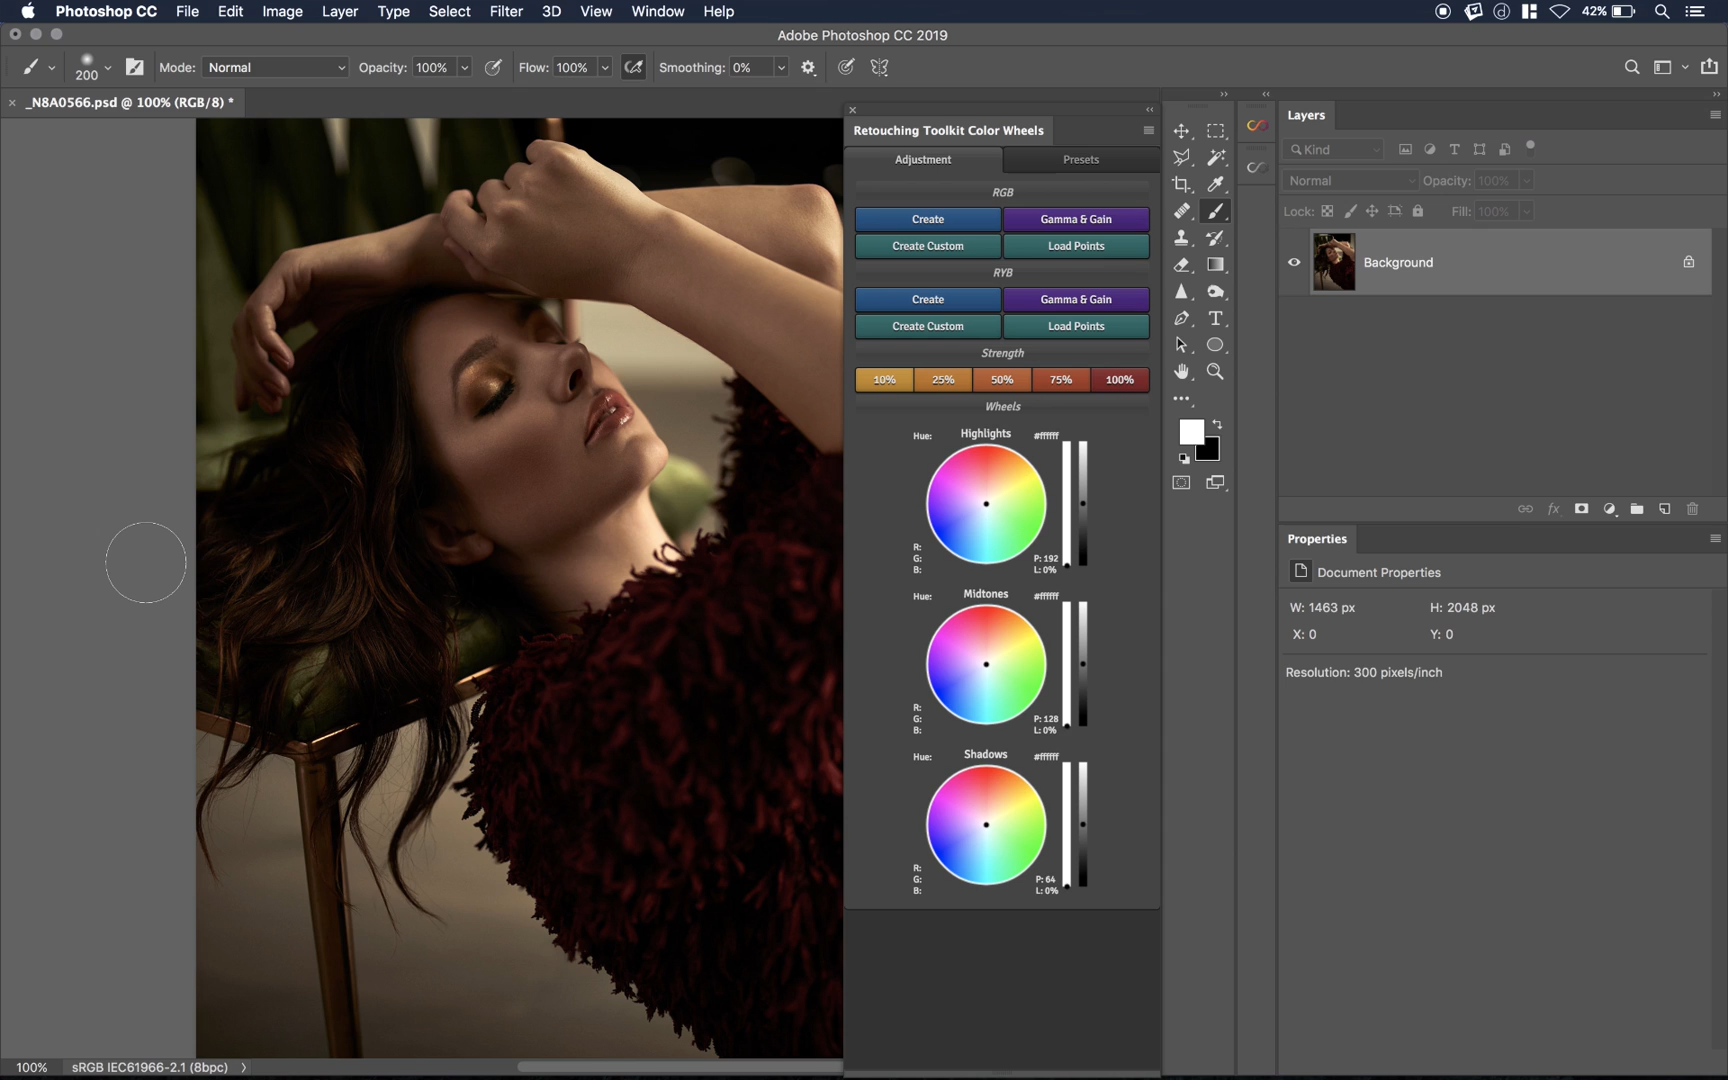 Photoshop CC File Edit Image Layer Type Select Filter 3D View Window Help 42%
Adobe Photoshop CC 2019
200 Mode: Normal Opacity: 100% Flow: 100% Smoothing: 0%
_N8A0566.psd @ 100% (RGB/8) *
Retouching Toolkit Color Wheels
Adjustment Presets
RGB
Create Gamma & Gain
Create Custom Load Points
RYB
Create Gamma & Gain
Create Custom Load Points
Strength
10% 25% 50% 75% 100%
Wheels
Hue: Highlights #ffffff
R:
G: P: 192
B: L: 0%
Hue: Midtones #ffffff
R:
G: P: 128
B: L: 0%
Hue: Shadows #ffffff
R:
G: P: 64
B: L: 0%
Layers
Kind
Normal Opacity: 100%
Lock: Fill: 100%
Background
Properties
Document Properties
W: 1463 px H: 2048 px
X: 0 Y: 0
Resolution: 300 pixels/inch
100% sRGB IEC61966-2.1 (8bpc)